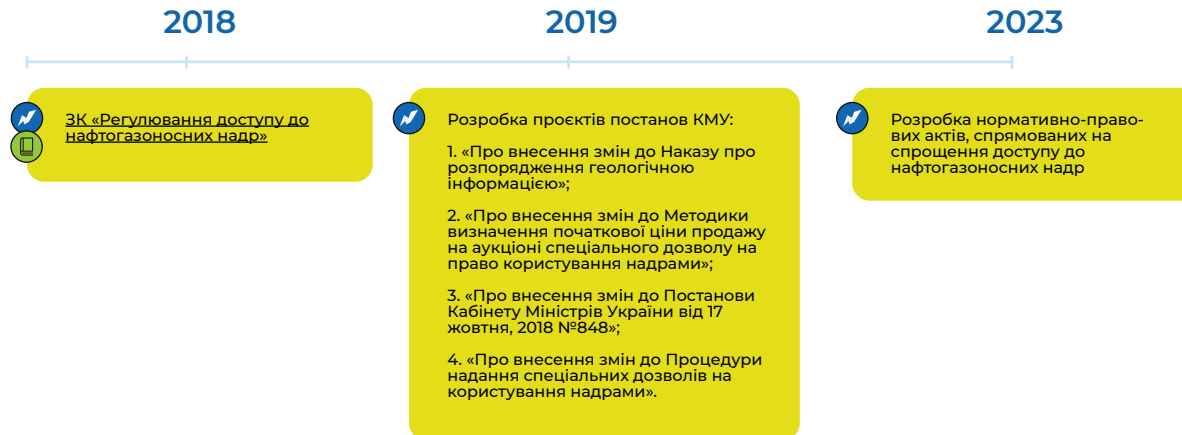 2018
2019
2023
ЗК «Регулювання доступу до
нафтогазоносних надр»
Розробка проєктів постанов КМУ:
1. «Про внесення змін до Наказу про
розпорядження геологічною
інформацією»;
2. «Про внесення змін до Методики
визначення початкової ціни продажу
на аукціоні спеціального дозволу на
право користування надрами»;
3. «Про внесення змін до Постанови
Кабінету Міністрів України від 17
жовтня, 2018 №848»;
4. «Про внесення змін до Процедури
надання спеціальних дозволів на
користування надрами».
Розробка нормативно-право-
вих актів, спрямованих на
спрощення доступу до
нафтогазоносних надр